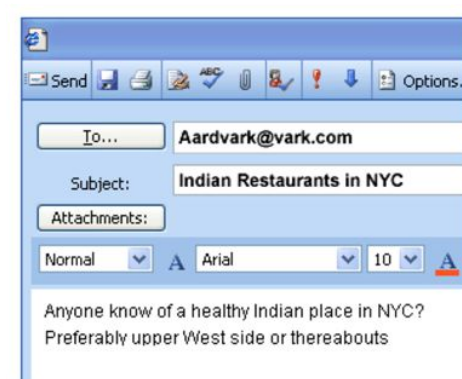 Send ABC Options.
To... Aardvark@vark.com
Subject: Indian Restaurants in NYC
Attachments:
Normal A Arial 10 A
Anyone know of a healthy Indian place in NYC?
Preferably upper West side or thereabouts